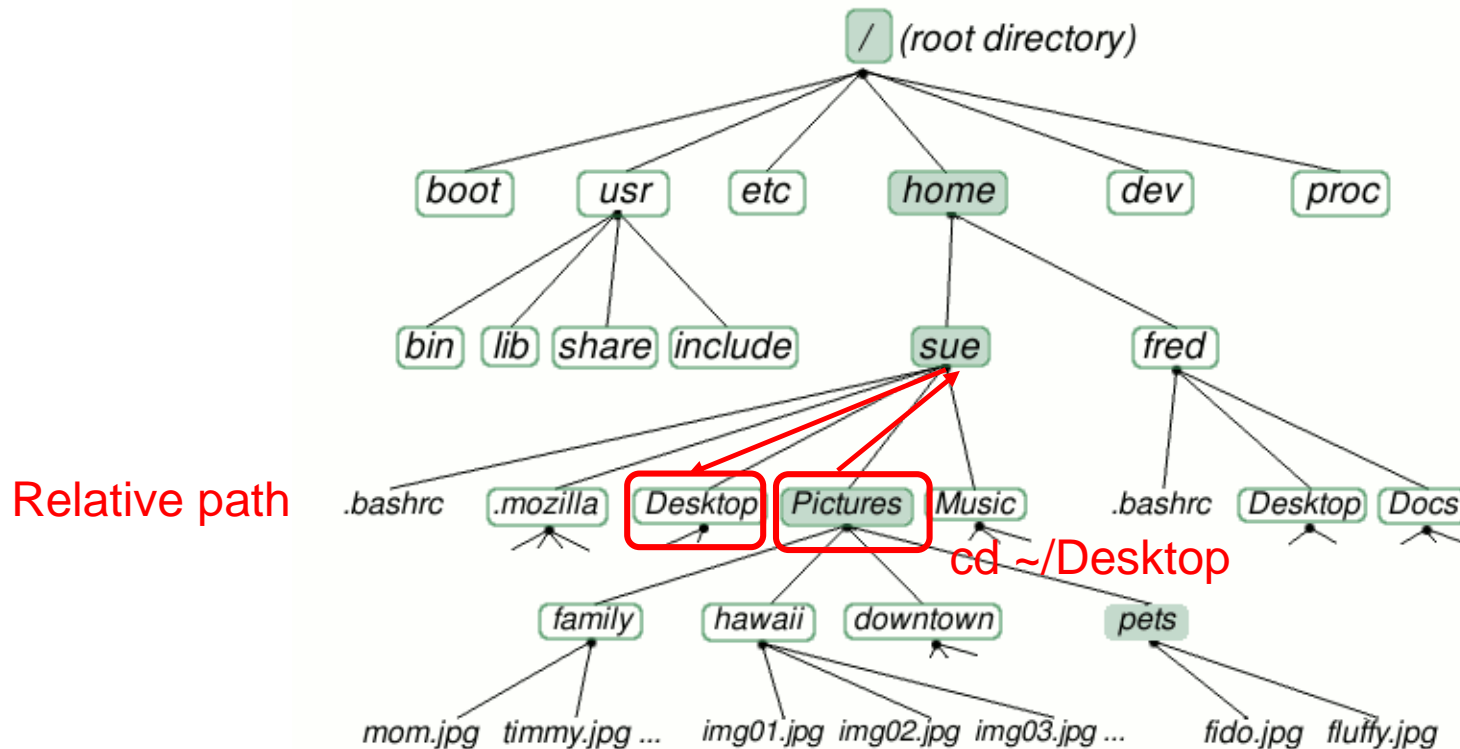 / (root directory)
boot usr etc home dev proc
bin lib share include sue fred
Relative path .bashrc .mozilla Desktop Pictures Music .bashrc Desktop Docs
cd ~/Desktop
family hawaii downtown pets
mom.jpg timmy.jpg ... img01.jpg img02.jpg img03.jpg ... fido.jpg fluffy.jpg